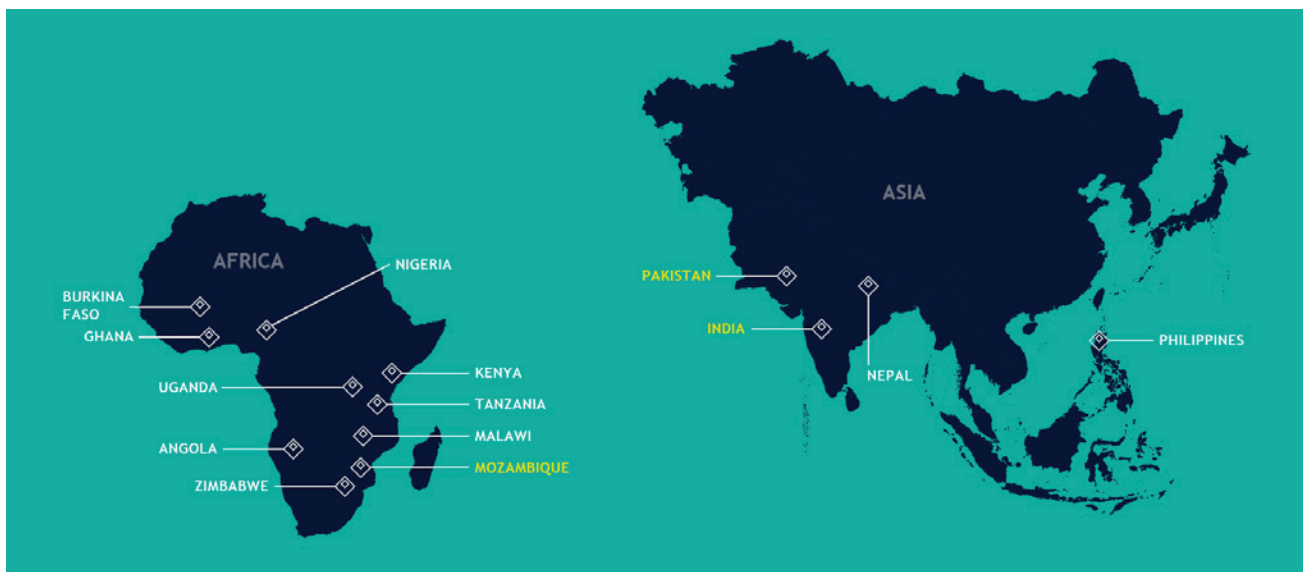 AFRICA
NIGERIA
BURKINA
FASO
GHANA
UGANDA
KENYA
TANZANIA
ANGOLA
MALAWI
MOZAMBIQUE
ZIMBABWE
ASIA
PAKISTAN
INDIA
NEPAL
PHILIPPINES